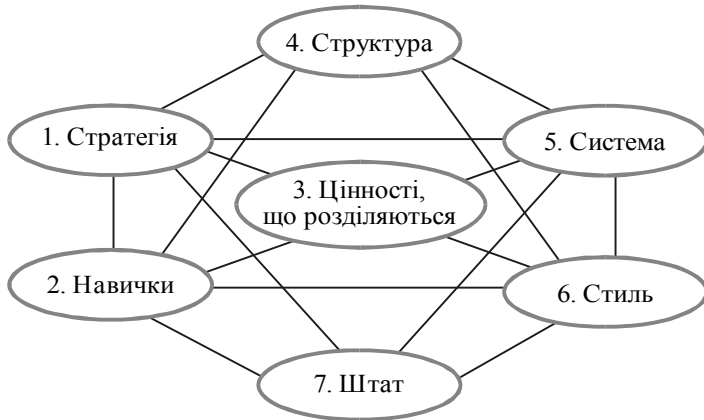 4. Структура
1. Стратегія
5. Система
3. Цінності,
що розділяються
2. Навички
6. Стиль
7. Штат